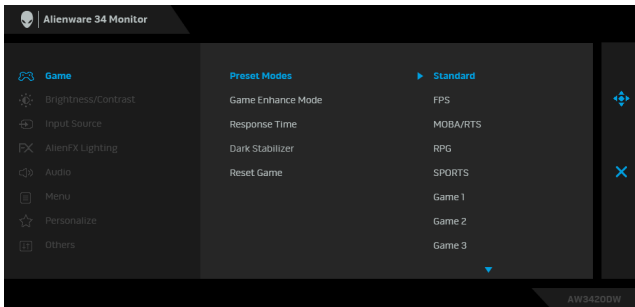 Alienware 34 Monitor
Game
Preset Modes
Standard
Brightness/Contrast
Game Enhance Mode
FPS
Input Source
Response Time
MOBA/RTS
FX
AlienFX Lighting
Dark Stabilizer
RPG
Audio
Reset Game
SPORTS
Menu
Game 1
Personalize
Game 2
Others
Game 3
AW3420DW